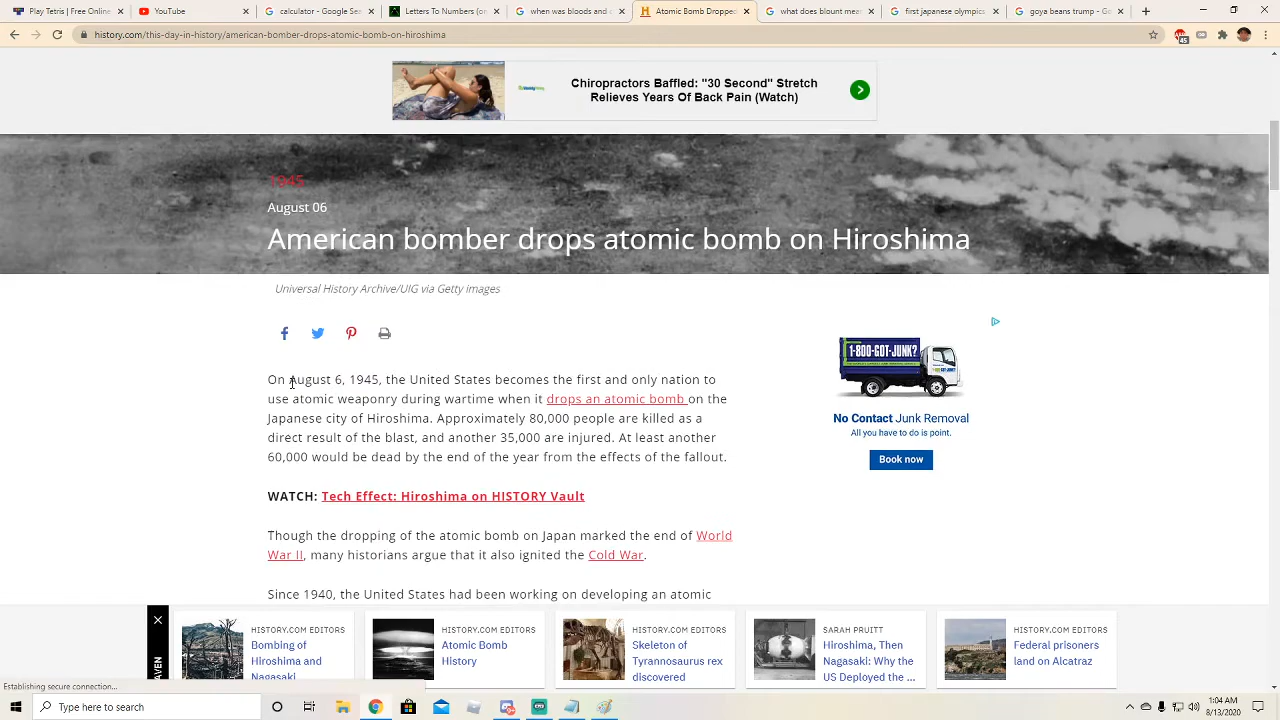 Play Tetris | Free
YouTube
calculator - Google Se
Letters Numbers (on
when was bloods and c
Atomic Bomb Dropped
what does blount mean
first japanese olympics
goya beans trump - G
history.com/this-day-in-history/american-bomber-drops-atomic-bomb-on-hiroshima
45
Chiropractors Baffled: "30 Second" Stretch
Relieves Years Of Back Pain (Watch)
1945
August 06
American bomber drops atomic bomb on Hiroshima
Universal History Archive/UIG via Getty images
1-800-GOT-JUNK?
On August 6, 1945, the United States becomes the first and only nation to
use atomic weaponry during wartime when it drops an atomic bomb on the
Japanese city of Hiroshima. Approximately 80,000 people are killed as a
direct result of the blast, and another 35,000 are injured. At least another
60,000 would be dead by the end of the year from the effects of the fallout.
No Contact Junk Removal
All you have to do is point.
Book now
WATCH: Tech Effect: Hiroshima on HISTORY Vault
Though the dropping of the atomic bomb on Japan marked the end of World
War II, many historians argue that it also ignited the Cold War.
Since 1940, the United States had been working on developing an atomic
HISTORY.COM EDITORS
Bombing of
Hiroshima and
Nagasaki
HISTORY.COM EDITORS
Atomic Bomb
History
HISTORY.COM EDITORS
Skeleton of
Tyrannosaurus rex
discovered
SARAH PRUITT
Hiroshima, Then
Nagasaki: Why the
US Deployed the ...
HISTORY.COM EDITORS
Federal prisoners
land on Alcatraz
Establishing secure connection...
Type here to search
1:04 AM
8/13/2020